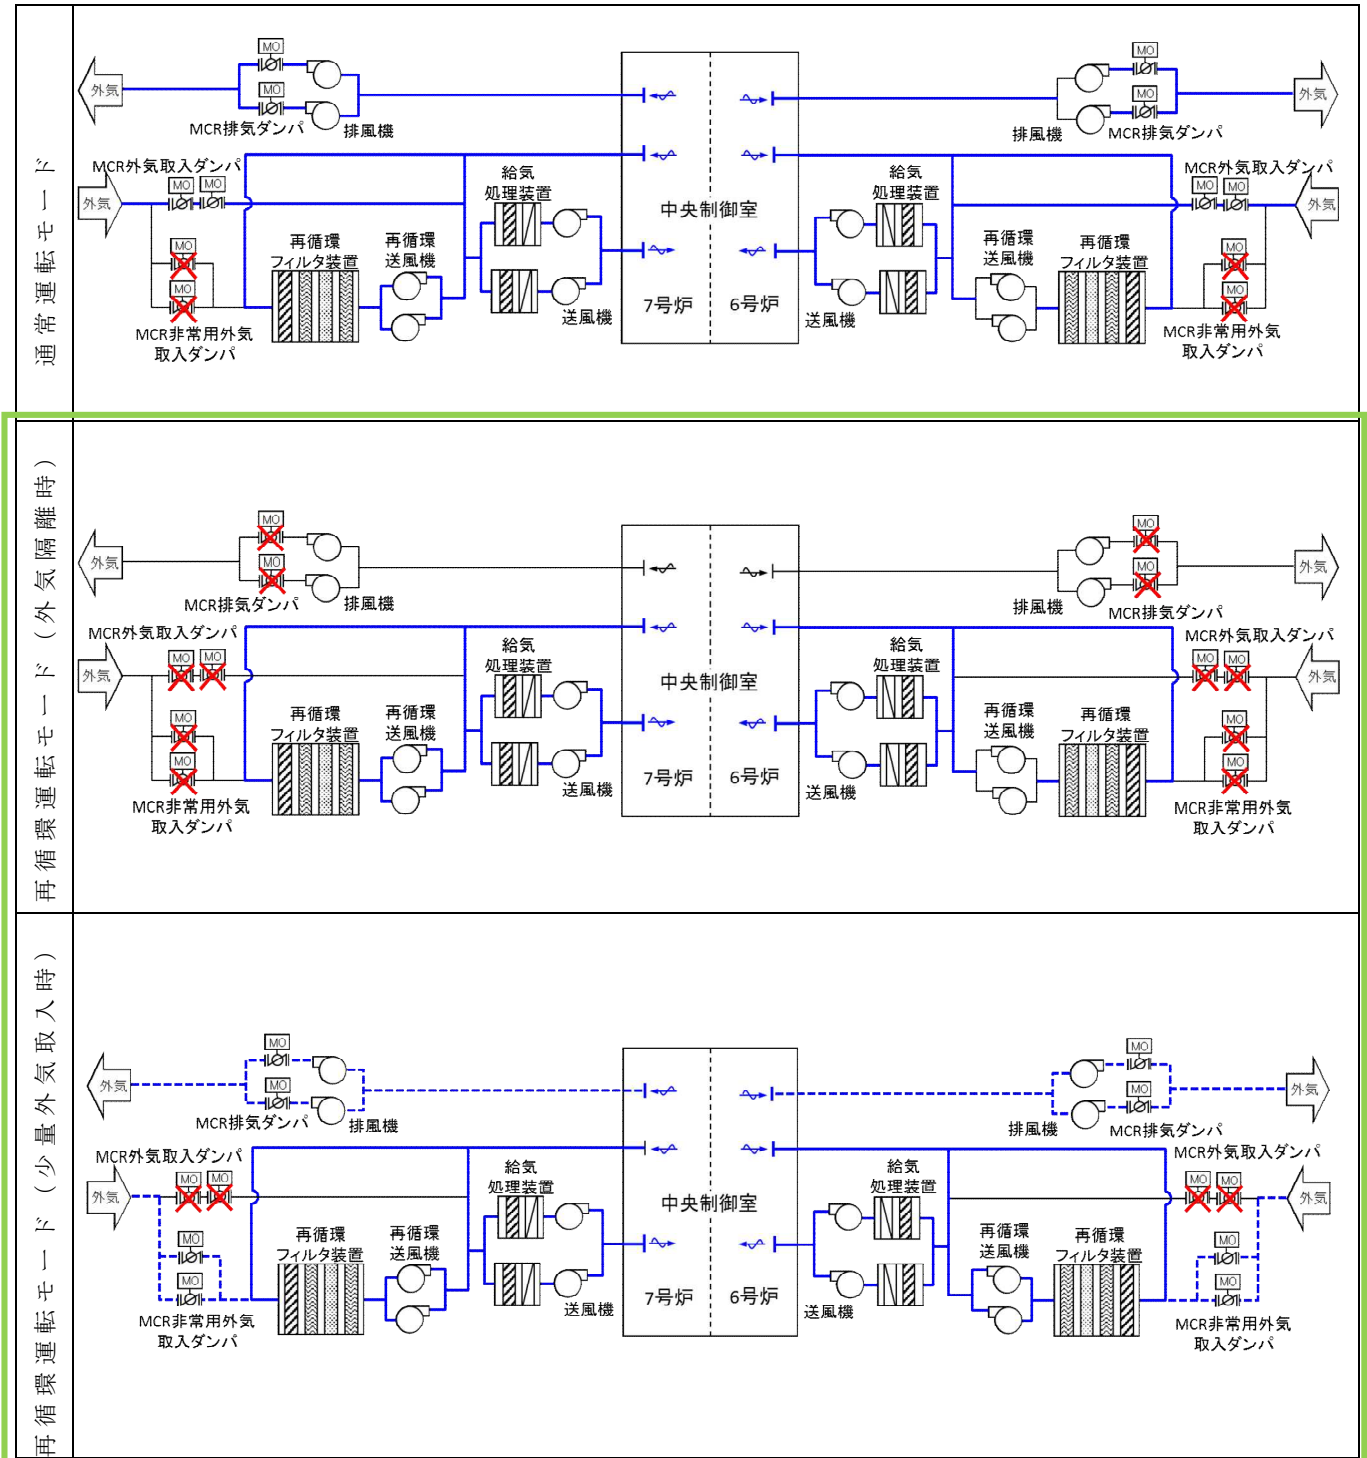 通常運転モード
MO
MO
外気
MCR排気ダンパ
排風機
MCR外気取入ダンパ
MO
MO
外気
MO
MO
MCR非常用外気
取入ダンパ
再循環
フィルタ装置
再循環
送風機
給気
処理装置
送風機
中央制御室
7号炉
6号炉
MO
MO
外気
排風機
MCR排気ダンパ
給気
処理装置
送風機
再循環
送風機
再循環
フィルタ装置
MCR外気取入ダンパ
MO
MO
外気
MO
MO
MCR非常用外気
取入ダンパ
再循環運転モード(外気隔離時)
MO
MO
外気
MCR排気ダンパ
排風機
MCR外気取入ダンパ
MO
MO
外気
MO
MO
MCR非常用外気
取入ダンパ
再循環
フィルタ装置
再循環
送風機
給気
処理装置
送風機
中央制御室
7号炉
6号炉
MO
MO
外気
排風機
MCR排気ダンパ
給気
処理装置
送風機
再循環
送風機
再循環
フィルタ装置
MCR外気取入ダンパ
MO
MO
外気
MO
MO
MCR非常用外気
取入ダンパ
再循環運転モード(少量外気取入時)
MO
MO
外気
MCR排気ダンパ
排風機
MCR外気取入ダンパ
MO
MO
外気
MO
MO
MCR非常用外気
取入ダンパ
再循環
フィルタ装置
再循環
送風機
給気
処理装置
送風機
中央制御室
7号炉
6号炉
MO
MO
外気
排風機
MCR排気ダンパ
給気
処理装置
送風機
再循環
送風機
再循環
フィルタ装置
MCR外気取入ダンパ
MO
MO
外気
MO
MO
MCR非常用外気
取入ダンパ